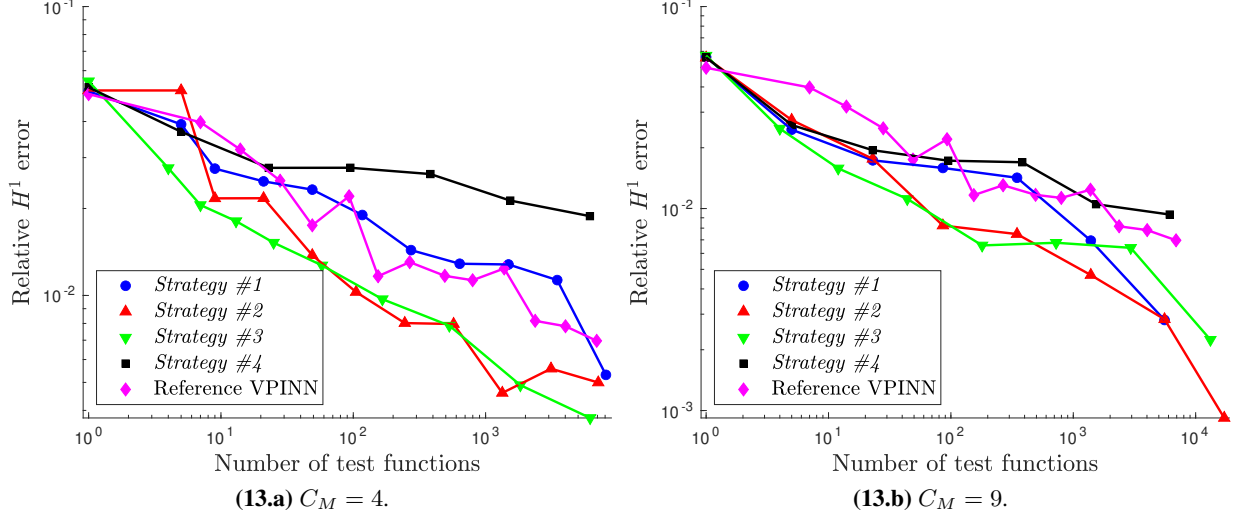 10^-1
10^-2
Relative H^1 error
Strategy #1
Strategy #2
Strategy #3
Strategy #4
Reference VPINN
10^0 10^1 10^2 10^3
Number of test functions
(13.a) C_M = 4.
10^-1
10^-2
10^-3
Relative H^1 error
Strategy #1
Strategy #2
Strategy #3
Strategy #4
Reference VPINN
10^0 10^1 10^2 10^3 10^4
Number of test functions
(13.b) C_M = 9.